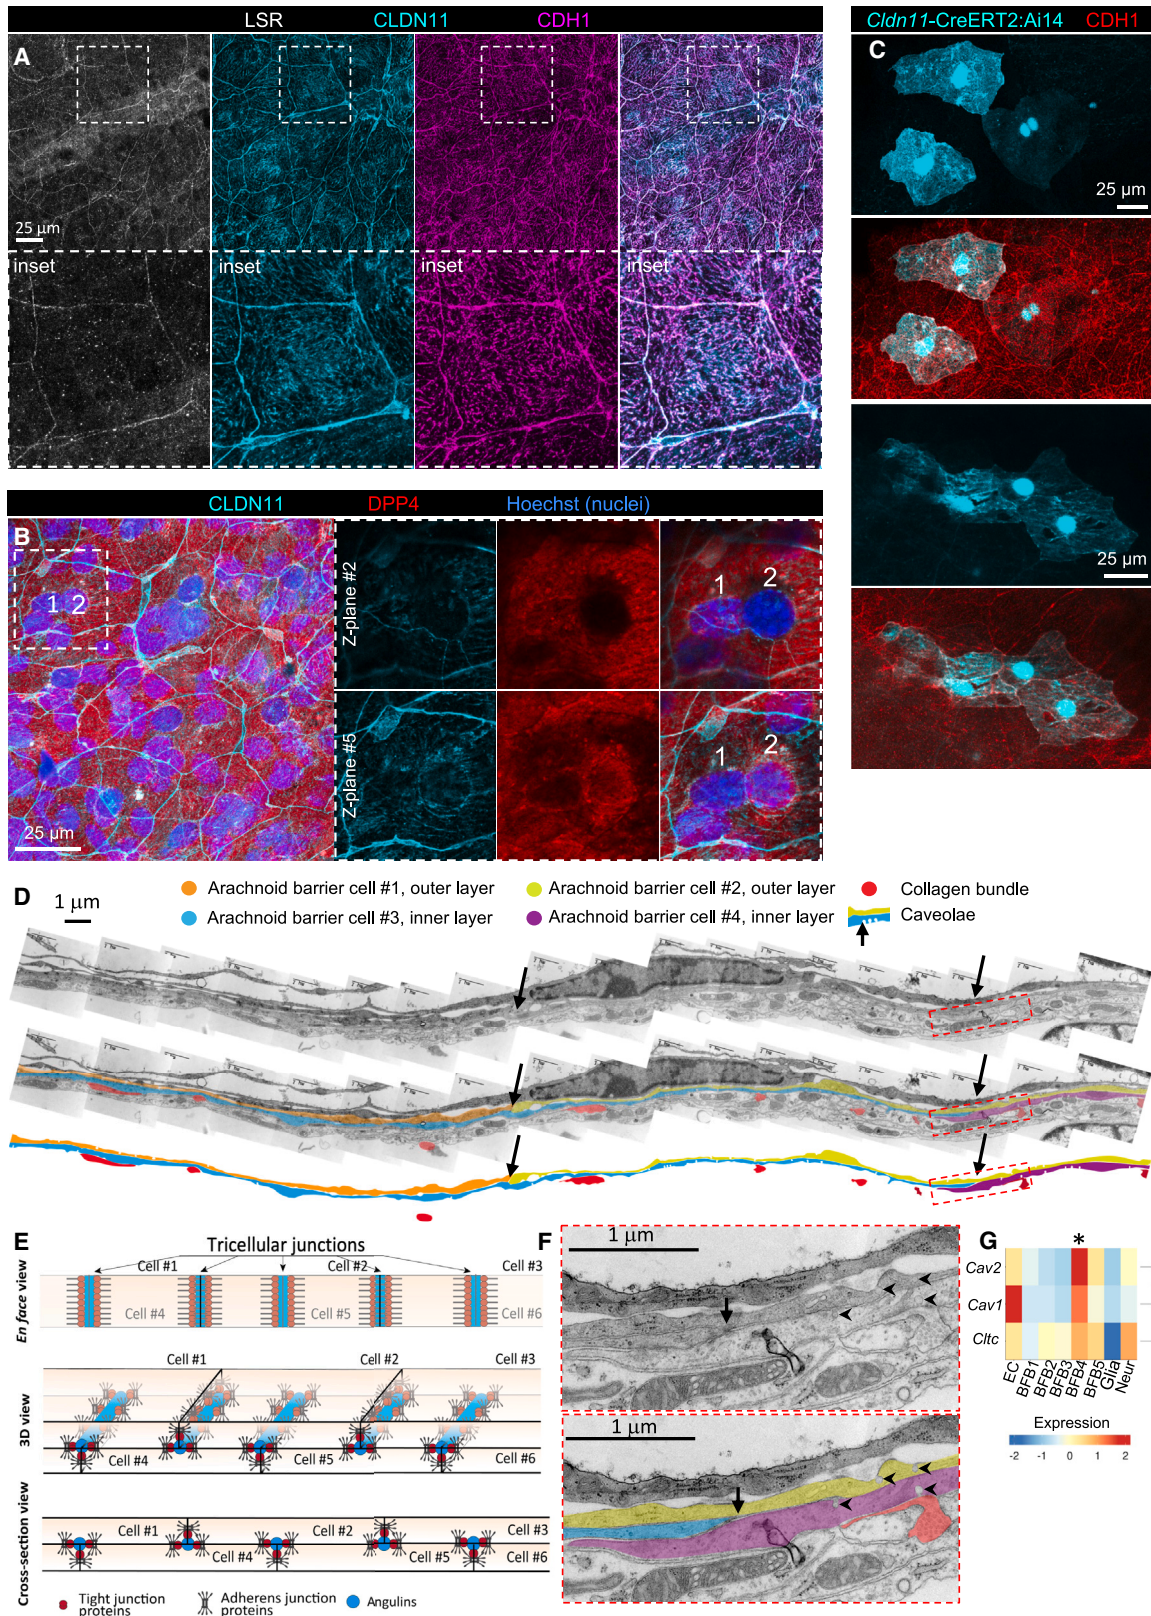 LSR CLDN11 CDH1
A
25 µm
inset inset inset inset
Cldn11-CreERT2:Ai14 CDH1
C
25 µm
25 µm
CLDN11 DPP4 Hoechst (nuclei)
B
1 2
25 µm
Z-plane #2
1 2
Z-plane #5
1 2
D
1 µm
Arachnoid barrier cell #1, outer layer
Arachnoid barrier cell #2, outer layer
Collagen bundle
Arachnoid barrier cell #3, inner layer
Arachnoid barrier cell #4, inner layer
Caveolae
E
Tricellular junctions
En face view
Cell #1 Cell #2 Cell #3
Cell #4 Cell #5 Cell #6
3D view
Cell #1 Cell #2 Cell #3
Cell #4 Cell #5 Cell #6
Cross-section view
Cell #1 Cell #2 Cell #3
Cell #4 Cell #5 Cell #6
Tight junction proteins
Adherens junction proteins
Angulins
F
1 µm
1 µm
G
*
Cav2
Cav1
Cltc
EC BFB1 BFB2 BFB3 BFB4 BFB5 Glia Neur
Expression
-2 -1 0 1 2